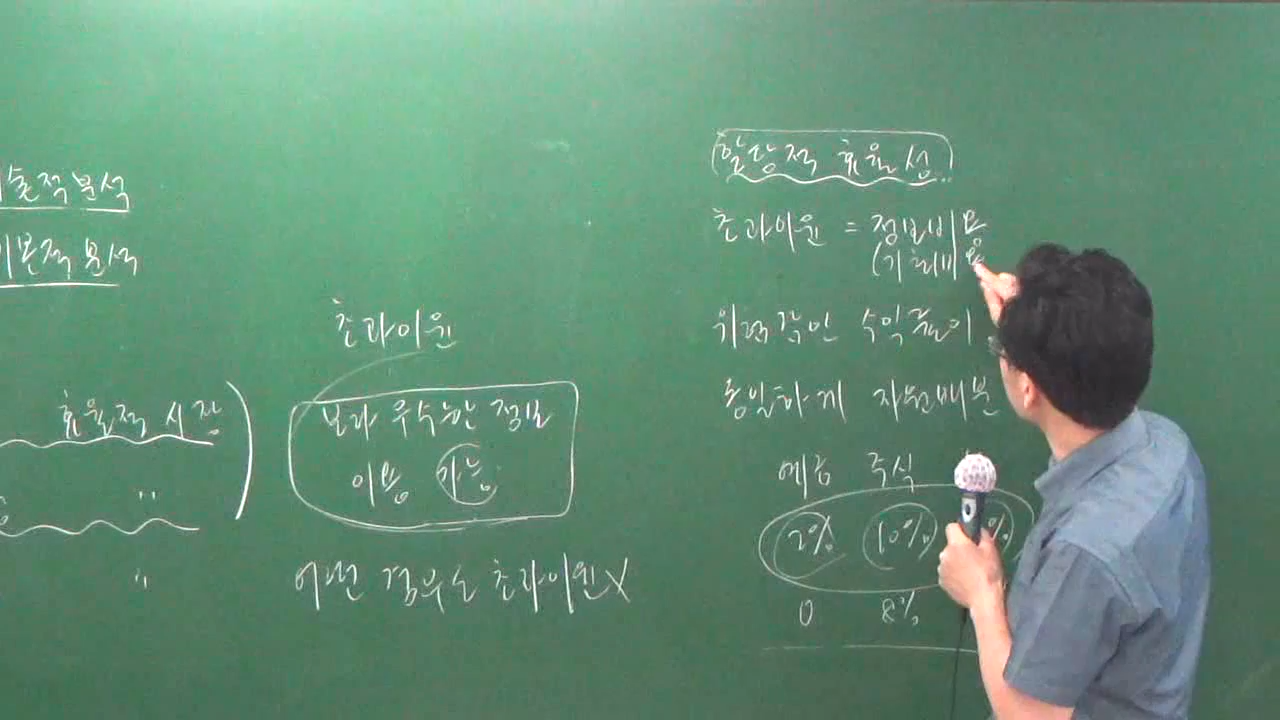 술적분석
기본적 분석
효율적 시장
"
"
초과이윤
보다 우수한 정보
이용 가능
어떤 경우도 초과이윤X
할당적 효율성
초과이윤 = 정보비용
(기회비용
위험감안 수익률이
동일하게 자원배분
예금 주식
2% 10% %
0 8%